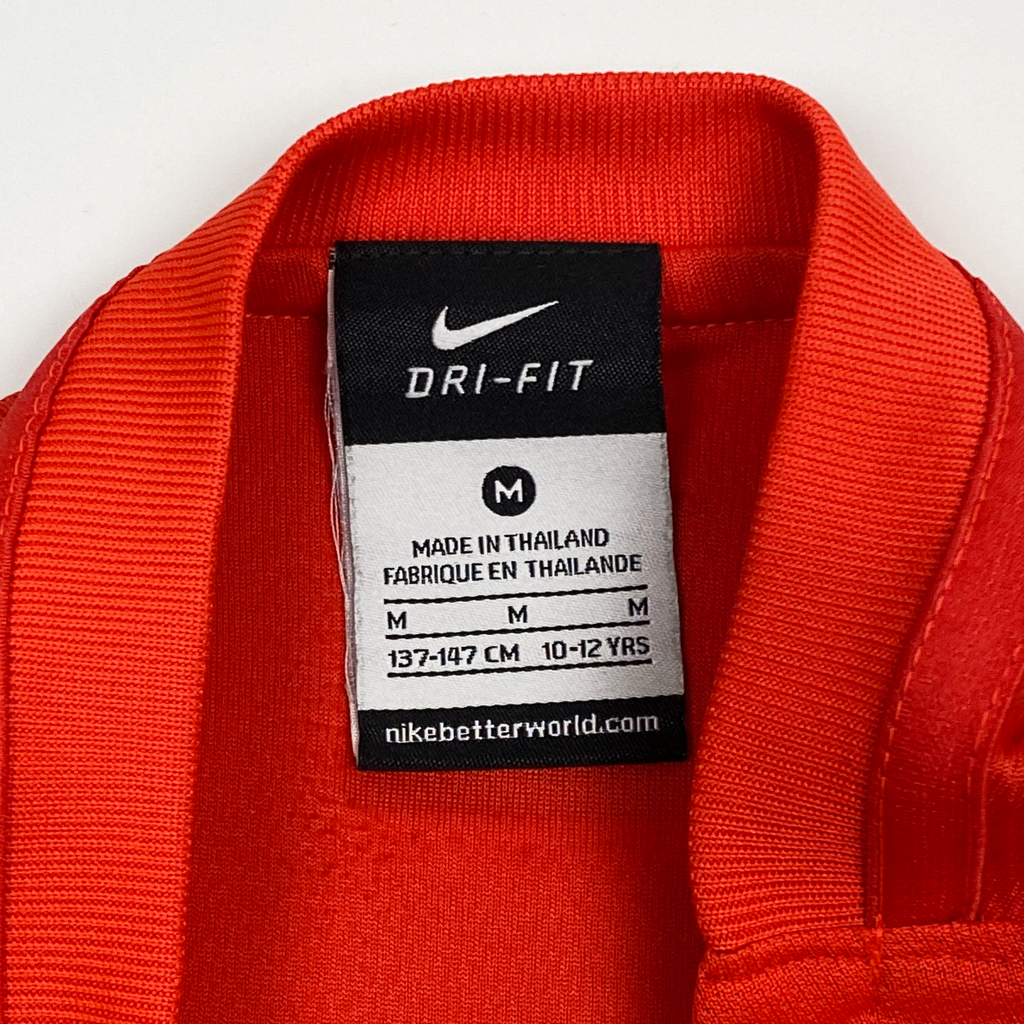 DRI-FIT
M
MADE IN THAILAND
FABRIQUE EN THAILANDE
M M M
137-147 CM 10-12 YRS
nikebetterworld.com